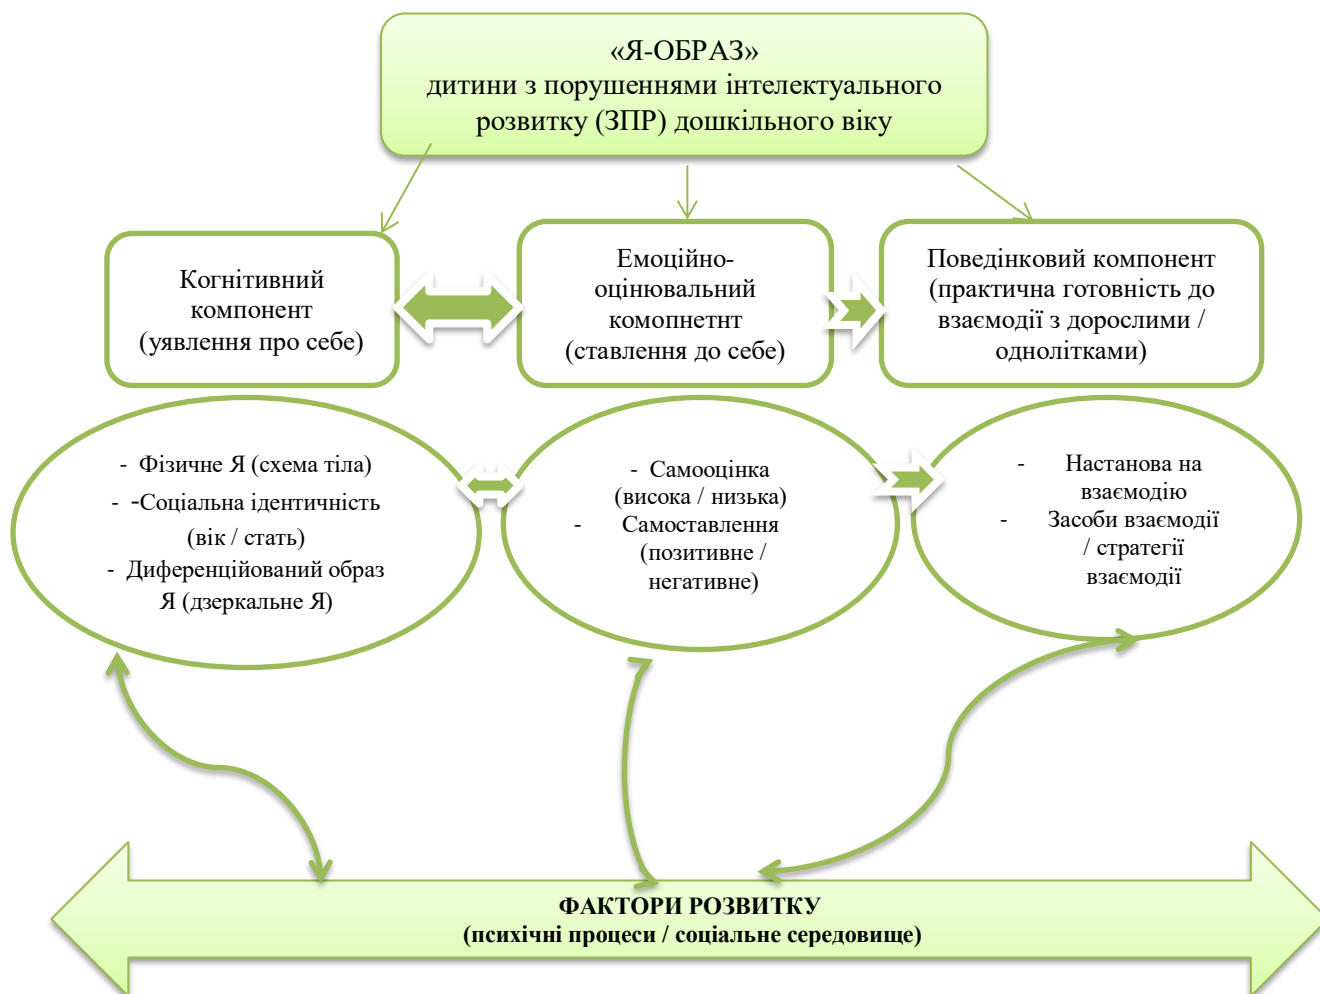 «Я-ОБРАЗ»
дитини з порушеннями інтелектуального
розвитку (ЗПР) дошкільного віку
Когнітивний
компонент
(уявлення про себе)
Емоційно-
оцінювальний
комопнетнт
(ставлення до себе)
Поведінковий компонент
(практична готовність до
взаємодії з дорослими /
однолітками)
- Фізичне Я (схема тіла)
- -Соціальна ідентичність
(вік / стать)
- Диференційований образ
Я (дзеркальне Я)
- Самооцінка
(висока / низька)
- Самоставлення
(позитивне /
негативне)
- Настанова на
взаємодію
- Засоби взаємодії
/ стратегії
взаємодії
ФАКТОРИ РОЗВИТКУ
(психічні процеси / соціальне середовище)